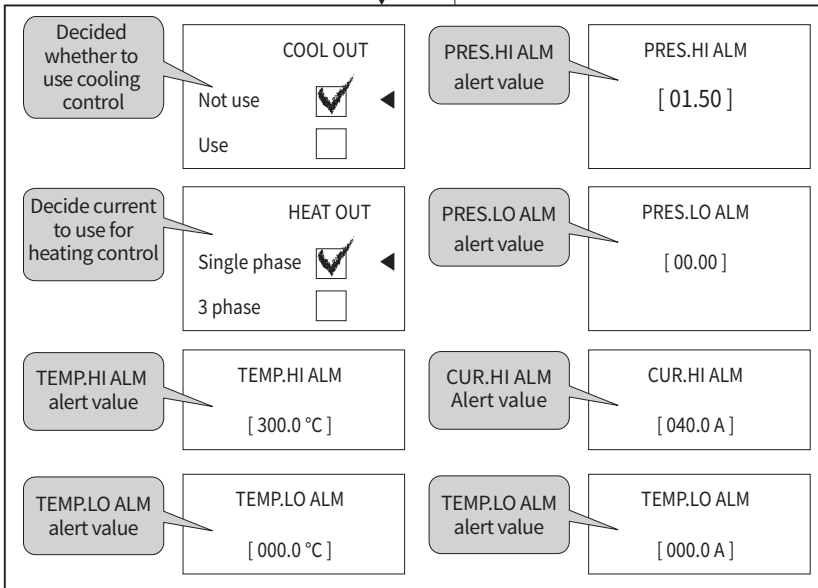 Decided
whether to
use cooling
control
COOL OUT
Not use
Use
PRES.HI ALM
alert value
PRES.HI ALM
[ 01.50 ]
Decide current
to use for
heating control
HEAT OUT
Single phase
3 phase
PRES.LO ALM
alert value
PRES.LO ALM
[ 00.00 ]
TEMP.HI ALM
alert value
TEMP.HI ALM
[ 300.0 °C ]
CUR.HI ALM
Alert value
CUR.HI ALM
[ 040.0 A ]
TEMP.LO ALM
alert value
TEMP.LO ALM
[ 000.0 °C ]
TEMP.LO ALM
alert value
TEMP.LO ALM
[ 000.0 A ]